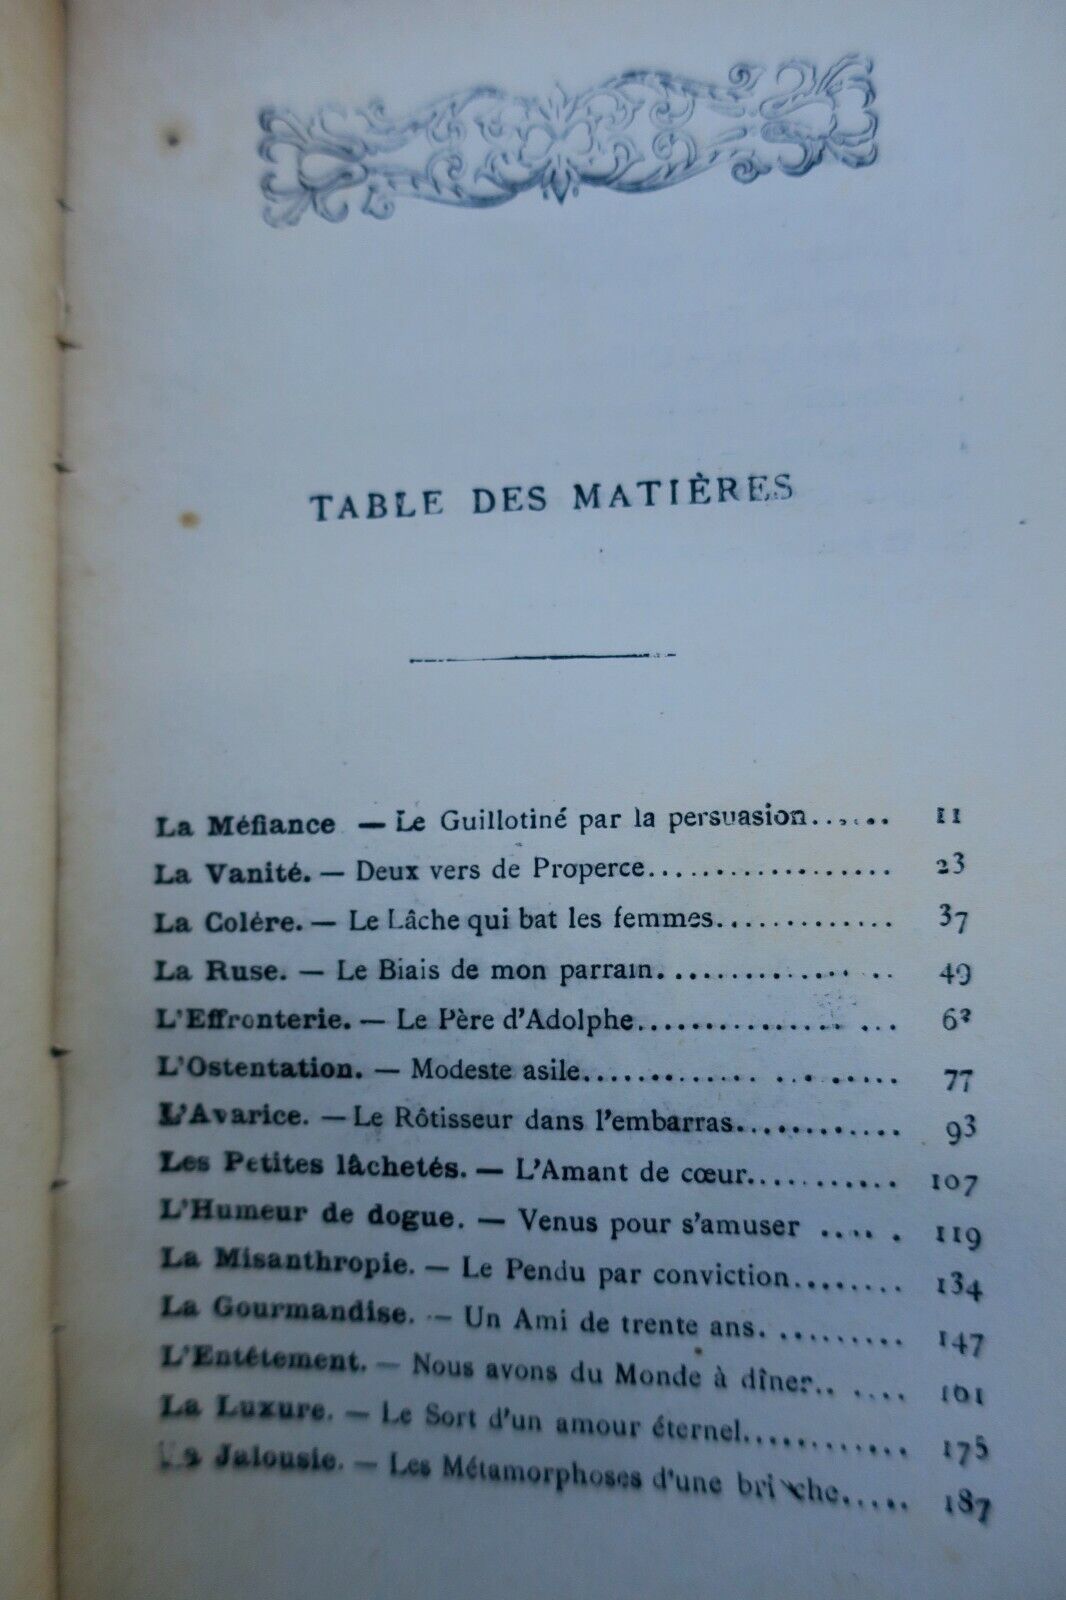 TABLE DES MATIÈRES
La Méfiance — Le Guillotiné par la persuasion....... 11
La Vanité. — Deux vers de Properce.................. 23
La Colère. — Le Lâche qui bat les femmes............. 37
La Ruse. — Le Biais de mon parrain................. 49
L'Effronterie. — Le Père d'Adolphe................... 63
L'Ostentation. — Modeste asile....................... 77
L'Avarice. — Le Rôtisseur dans l'embarras............. 93
Les Petites lâchetés. — L'Amant de cœur............ 107
L'Humeur de dogue. — Venus pour s'amuser ..... . 119
La Misanthropie. — Le Pendu par conviction......... 134
La Gourmandise. — Un Ami de trente ans. .......... 147
L'Entêtement. — Nous avons du Monde à dîner.. .... 161
La Luxure. — Le Sort d'un amour éternel............. 175
La Jalousie. — Les Métamorphoses d'une brioche..... 187